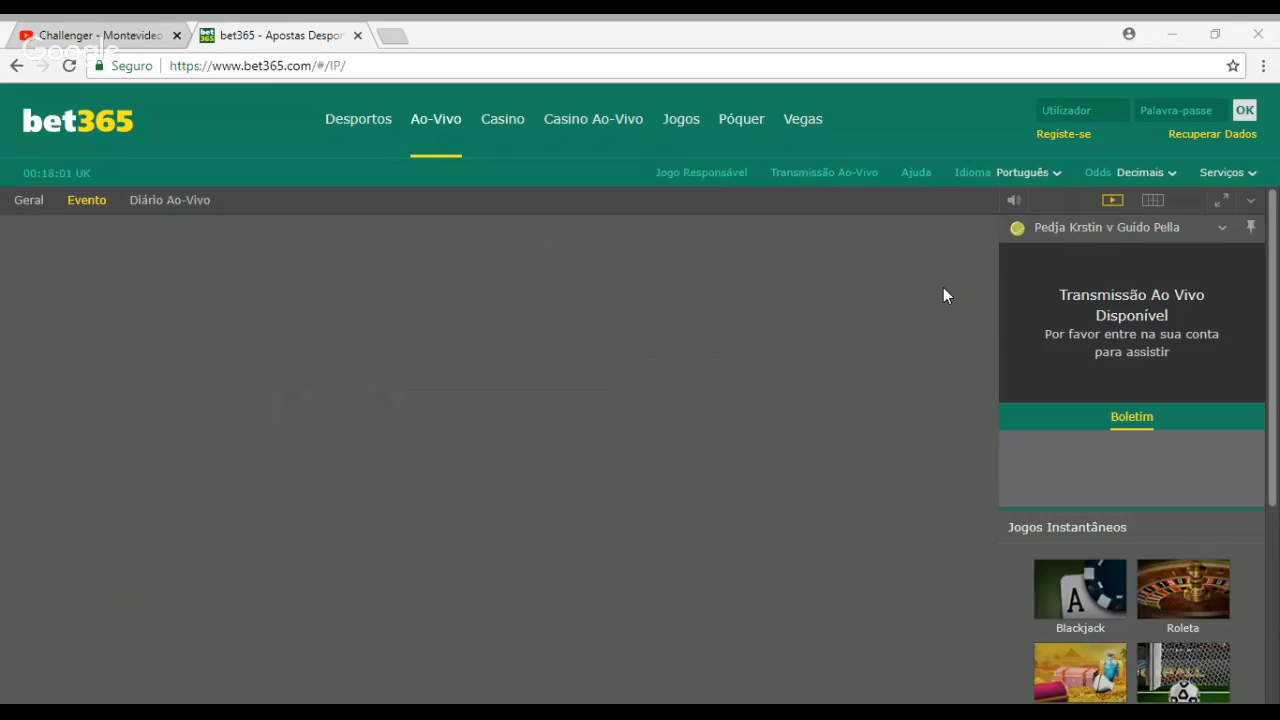 Challenger - Montevideo
bet365 - Apostas Despor
Google
Seguro
https://www.bet365.com/#/IP/
bet365
Desportos
Ao-Vivo
Casino
Casino Ao-Vivo
Jogos
Póquer
Vegas
Utilizador
Palavra-passe
OK
Registe-se
Recuperar Dados
00:18:01 UK
Jogo Responsável
Transmissão Ao-Vivo
Ajuda
Idioma Português
Odds Decimais
Serviços
Geral
Evento
Diário Ao-Vivo
Pedja Krstin v Guido Pella
Transmissão Ao Vivo
Disponível
Por favor entre na sua conta
para assistir
Boletim
Jogos Instantâneos
A
Blackjack
Roleta